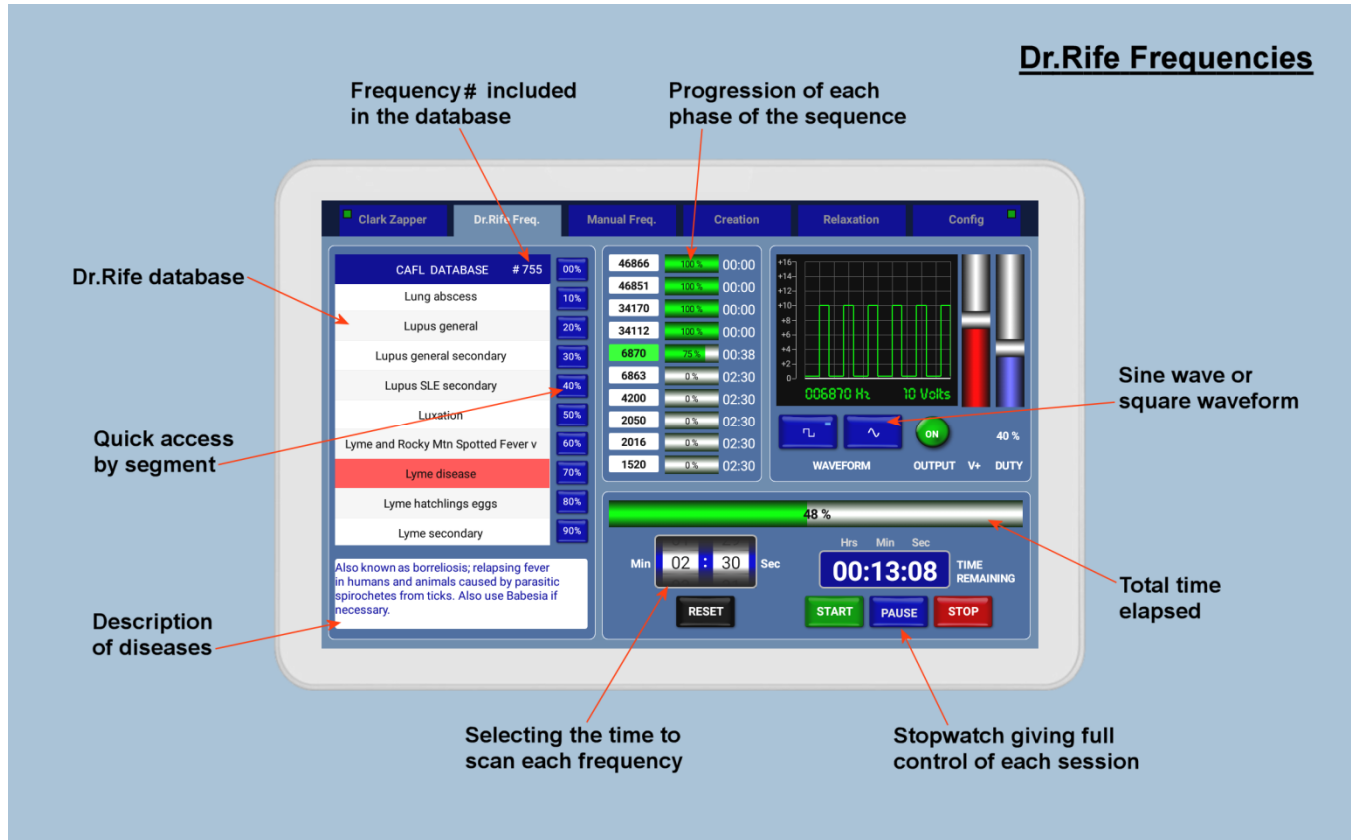 Dr.Rife Frequencies
Frequency# included
in the database
Progression of each
phase of the sequence
Clark Zapper
Dr.Rife Freq.
Manual Freq.
Creation
Relaxation
Config
Dr.Rife database
CAFL DATABASE # 755
Lung abscess
Lupus general
Lupus general secondary
Lupus SLE secondary
Luxation
Lyme and Rocky Mtn Spotted Fever v
Lyme disease
Lyme hatchlings eggs
Lyme secondary
00%
10%
20%
30%
40%
50%
60%
70%
80%
90%
Quick access
by segment
Also known as borreliosis; relapsing fever
in humans and animals caused by parasitic
spirochetes from ticks. Also use Babesia if
necessary.
Description
of diseases
46866 100 % 00:00
46851 100 % 00:00
34170 100 % 00:00
34112 100 % 00:00
6870 75 % 00:38
6863 0 % 02:30
4200 0 % 02:30
2050 0 % 02:30
2016 0 % 02:30
1520 0 % 02:30
+16
+14
+12
+10
+8
+6
+4
+2
0
006870 Hz 10 Volts
ON
40 %
WAVEFORM OUTPUT V+ DUTY
Sine wave or
square waveform
48 %
Min 02 : 30 Sec
RESET
Hrs Min Sec
00:13:08
TIME
REMAINING
START
PAUSE
STOP
Total time
elapsed
Selecting the time to
scan each frequency
Stopwatch giving full
control of each session